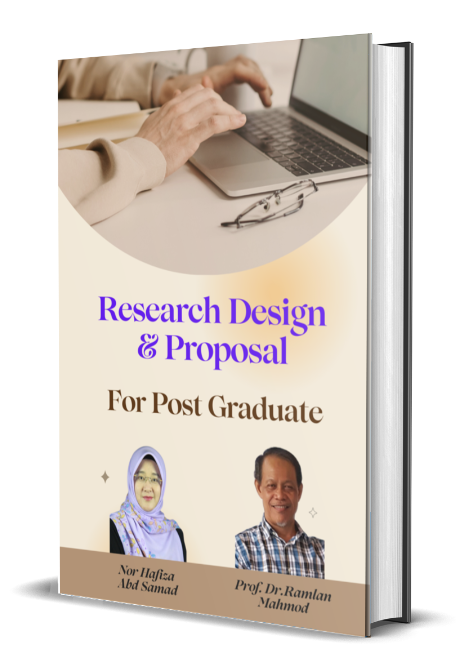 Research Design
& Proposal
For Post Graduate
Nor Hafiza
Abd Samad
Prof. Dr.Ramlan
Mahmod